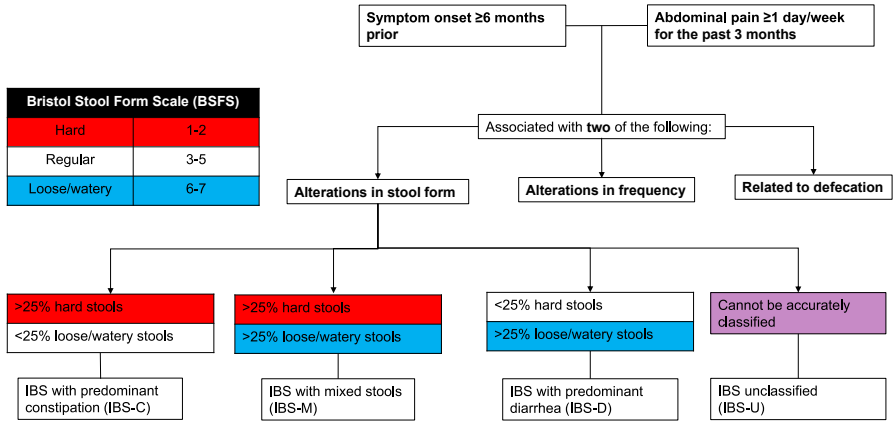 Symptom onset ≥6 months
prior
Abdominal pain ≥1 day/week
for the past 3 months
Bristol Stool Form Scale (BSFS)
Hard 1-2
Regular 3-5
Loose/watery 6-7
Associated with two of the following:
Alterations in stool form
Alterations in frequency
Related to defecation
>25% hard stools
<25% loose/watery stools
IBS with predominant
constipation (IBS-C)
>25% hard stools
>25% loose/watery stools
IBS with mixed stools
(IBS-M)
<25% hard stools
>25% loose/watery stools
IBS with predominant
diarrhea (IBS-D)
Cannot be accurately
classified
IBS unclassified
(IBS-U)